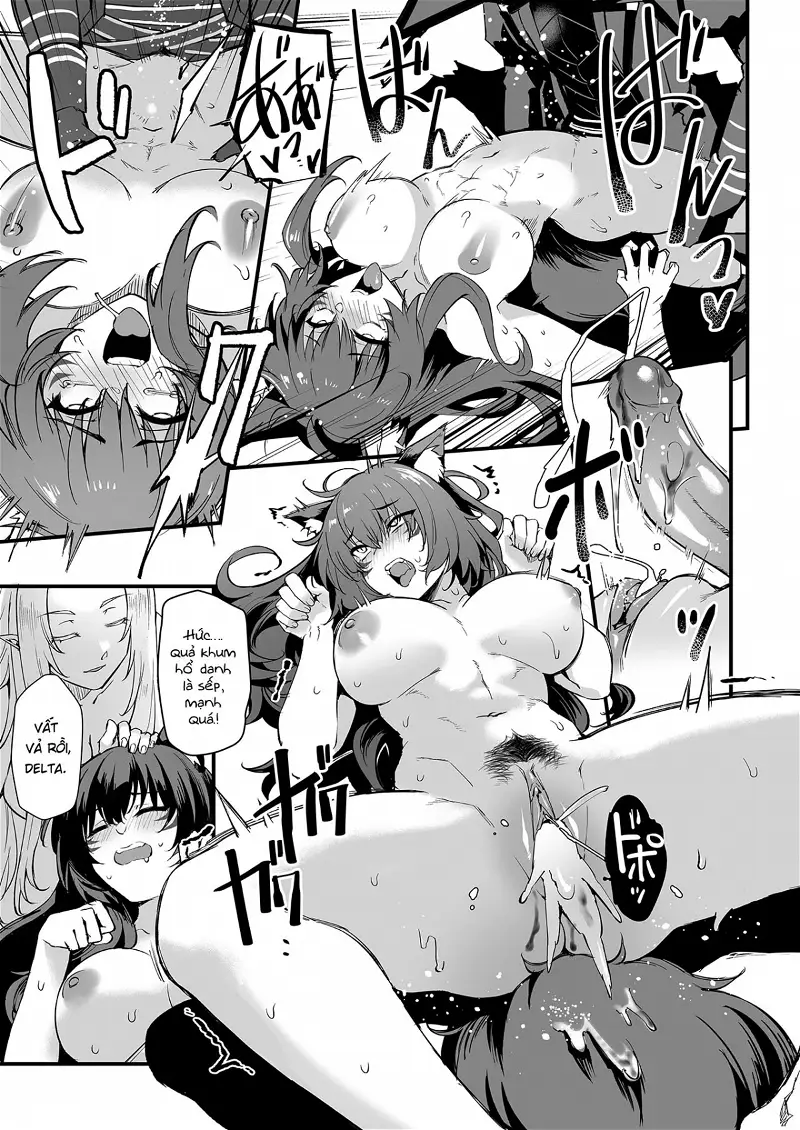 ばんっ♡
ばん
あ゙あ゙っ♡
ドクッ
ボッ
HỨC....
QUẢ KHUM
HỔ DANH
LÀ SẾP,
MẠNH
QUÁ!
VẤT
VẢ RỒI,
DELTA.
ガクガク
ドポッ